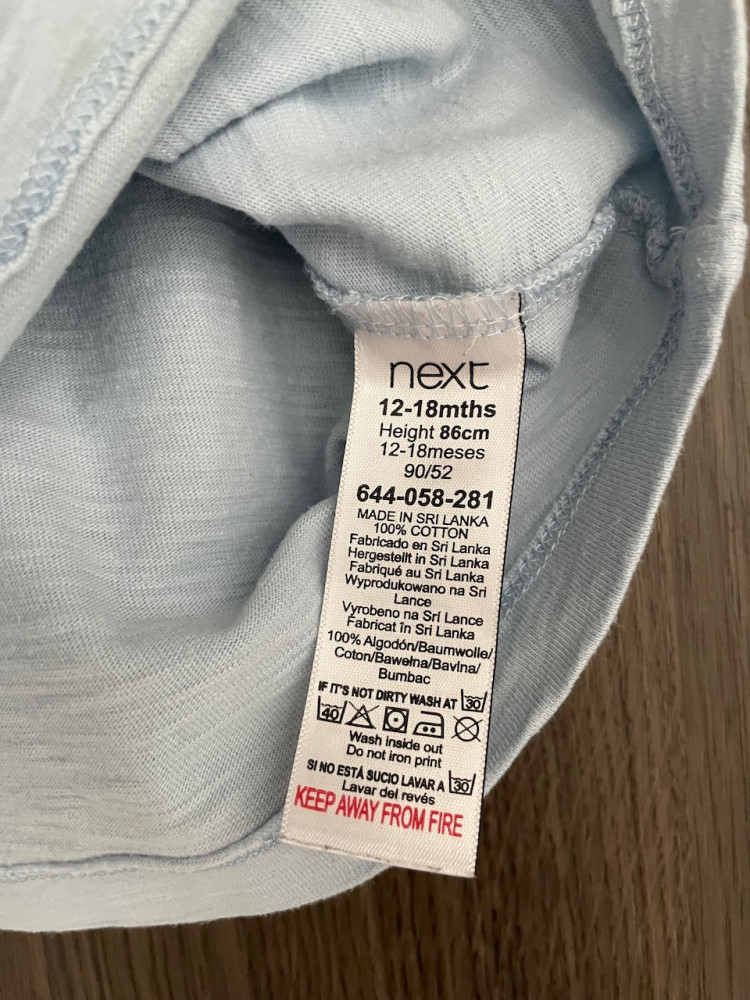 next
12-18mths
Height 86cm
12-18meses
90/52
644-058-281
MADE IN SRI LANKA
100% COTTON
Fabricado en Sri Lanka
Hergestellt in Sri Lanka
Fabriqué au Sri Lanka
Wyprodukowano na Sri
Lance
Vyrobeno na Srí Lance
Fabricat în Sri Lanka
100% Algodón/Baumwolle/
Coton/Bawełna/Bavlna/
Bumbac
IF IT'S NOT DIRTY WASH AT 30
40
Wash inside out
Do not iron print
SI NO ESTÁ SUCIO LAVAR A 30
Lavar del revés
KEEP AWAY FROM FIRE